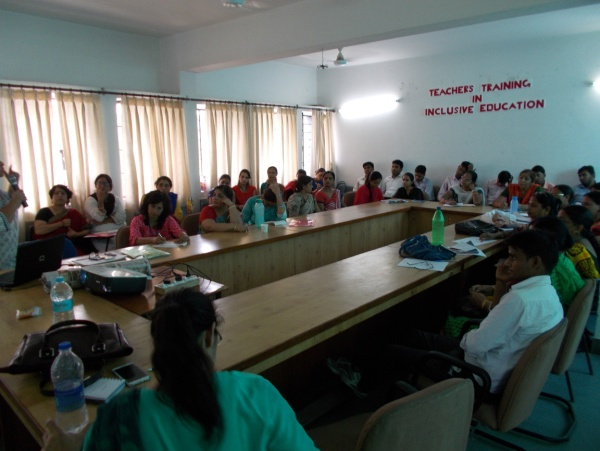 TEACHERS TRAINING
IN
INCLUSIVE EDUCATION